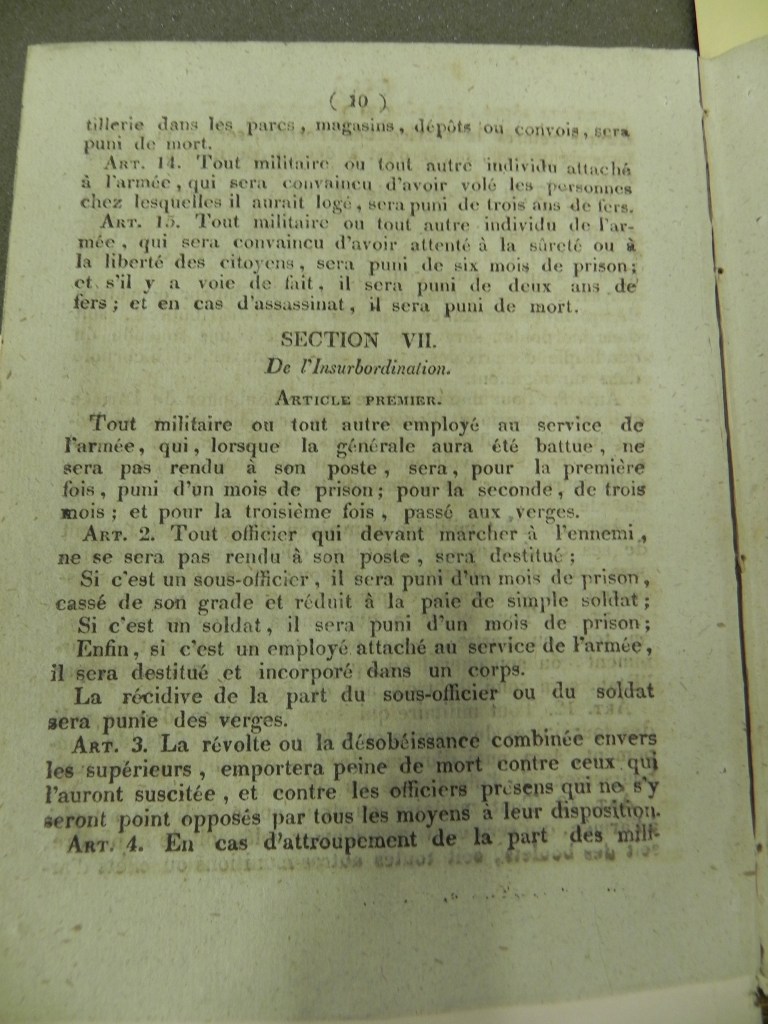 ( 10 )
tillerie dans les parcs, magasins, dépôts ou convois, sera
puni de mort.
ART. 14. Tout militaire ou tout autre individu attaché
à l'armée, qui sera convaincu d'avoir volé les personnes
chez lesquelles il aurait logé, sera puni de trois ans de fers.
ART. 15. Tout militaire ou tout autre individu de l'ar-
mée, qui sera convaincu d'avoir attenté à la sûreté ou à
la liberté des citoyens, sera puni de six mois de prison;
et s'il y a voie de fait, il sera puni de deux ans de
fers; et en cas d'assassinat, il sera puni de mort.
SECTION VII.
De l'Insurbordination.
ARTICLE PREMIER.
Tout militaire ou tout autre employé au service de
l'armée, qui, lorsque la générale aura été battue, ne
sera pas rendu à son poste, sera, pour la première
fois, puni d'un mois de prison; pour la seconde, de trois
mois; et pour la troisième fois, passé aux verges.
ART. 2. Tout officier qui devant marcher à l'ennemi,
ne se sera pas rendu à son poste, sera destitué;
Si c'est un sous-officier, il sera puni d'un mois de prison,
cassé de son grade et réduit à la paie de simple soldat;
Si c'est un soldat, il sera puni d'un mois de prison;
Enfin, si c'est un employé attaché au service de l'armée,
il sera destitué et incorporé dans un corps.
La récidive de la part du sous-officier ou du soldat
sera punie des verges.
ART. 3. La révolte ou la désobéissance combinée envers
les supérieurs, emportera peine de mort contre ceux qui
l'auront suscitée, et contre les officiers présens qui ne s'y
seront point opposés par tous les moyens à leur disposition.
ART. 4. En cas d'attroupement de la part des mili-